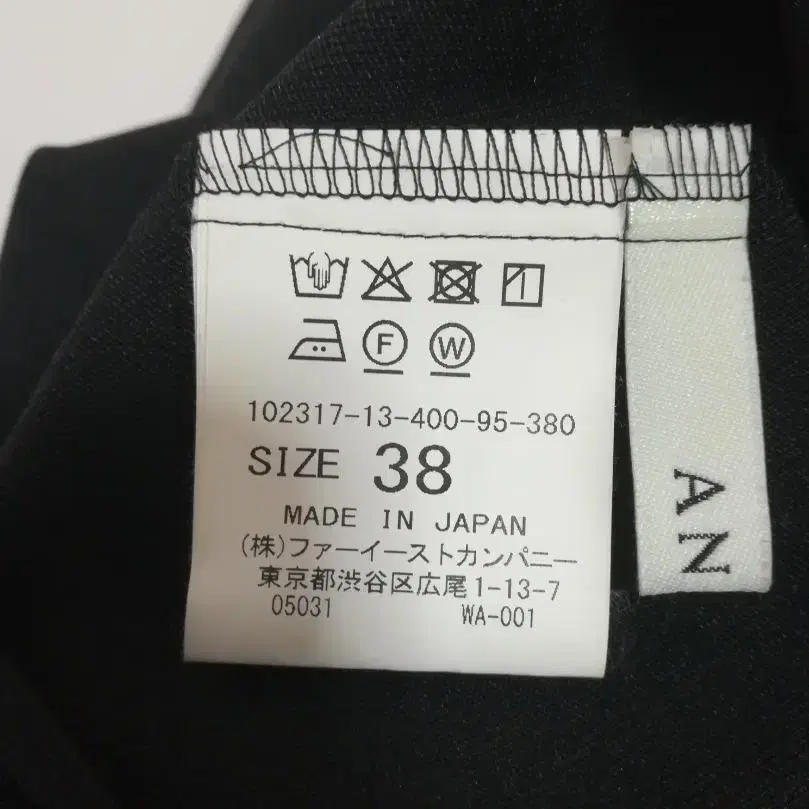 F W
102317-13-400-95-380
SIZE 38
MADE IN JAPAN
(株)ファーイーストカンパニー
東京都渋谷区広尾1-13-7
05031 WA-001
AN